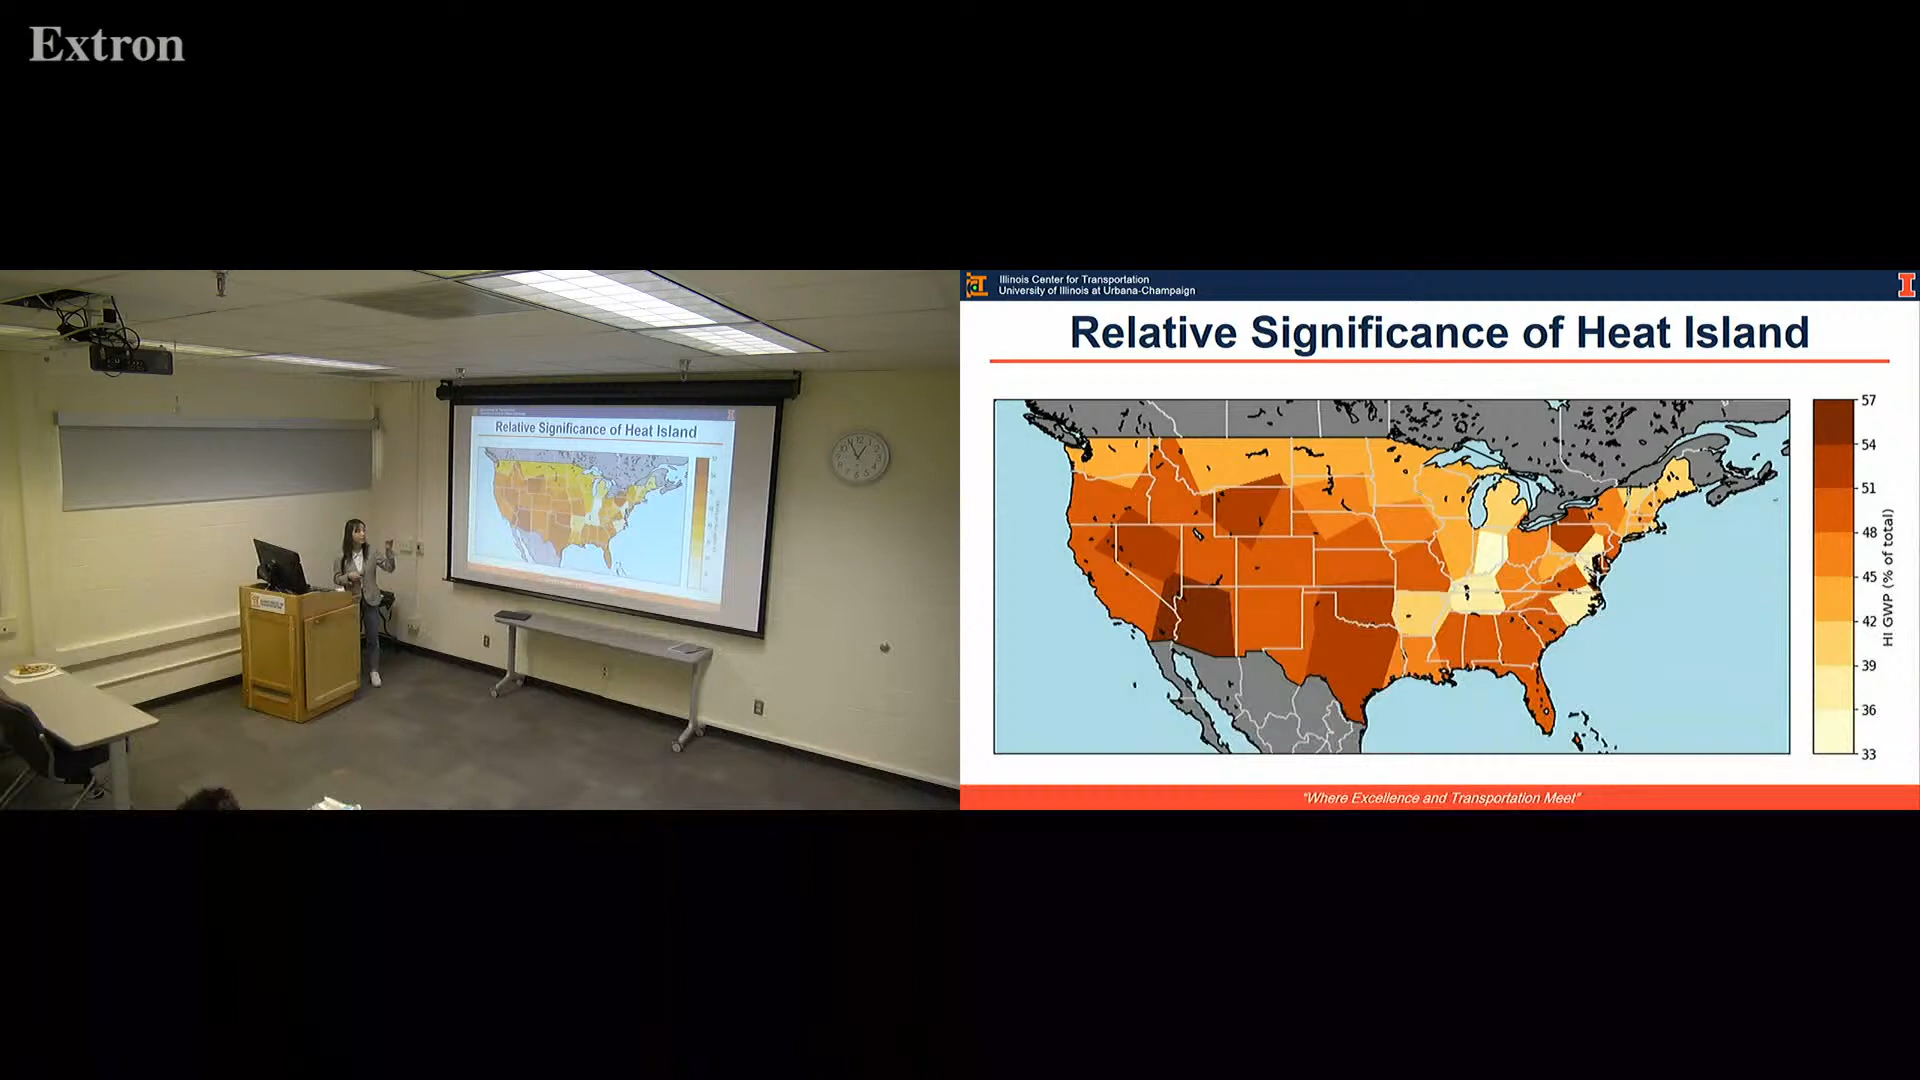 Extron
Relative Significance of Heat Island
Illinois Center for Transportation
University of Illinois at Urbana-Champaign
I
Relative Significance of Heat Island
57
54
51
48
45
42
39
36
33
HI GWP (% of total)
"Where Excellence and Transportation Meet"